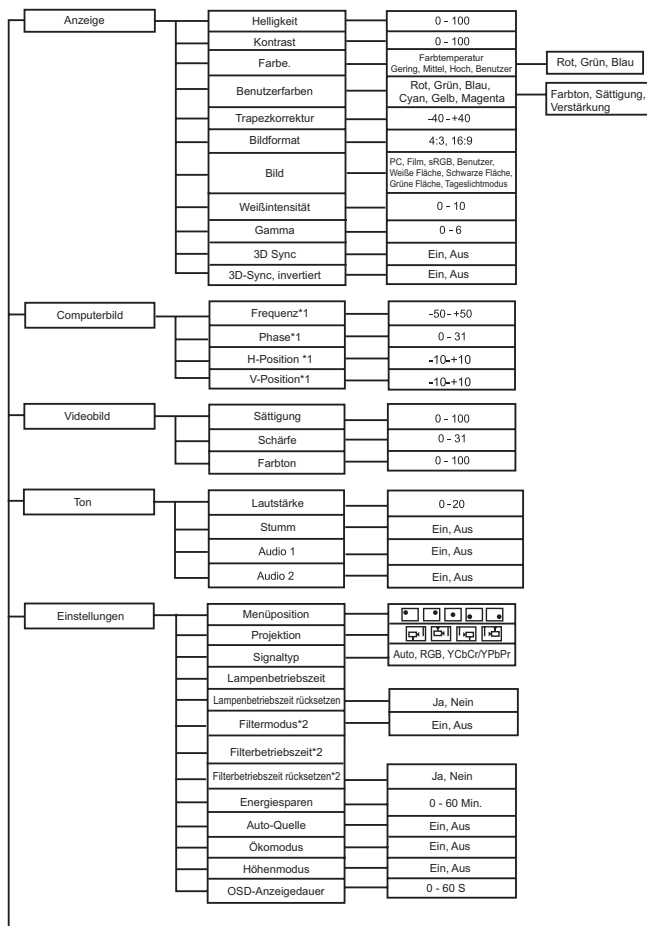 Anzeige
Helligkeit
0 - 100
Kontrast
0 - 100
Farbe.
Farbtemperatur
Gering, Mittel, Hoch, Benutzer
Rot, Grün, Blau
Benutzerfarben
Rot, Grün, Blau,
Cyan, Gelb, Magenta
Farbton, Sättigung,
Verstärkung
Trapezkorrektur
-40-+40
Bildformat
4:3, 16:9
Bild
PC, Film, sRGB, Benutzer,
Weiße Fläche, Schwarze Fläche,
Grüne Fläche, Tageslichtmodus
Weißintensität
0 - 10
Gamma
0 - 6
3D Sync
Ein, Aus
3D-Sync, invertiert
Ein, Aus
Computerbild
Frequenz*1
-50-+50
Phase*1
0 - 31
H-Position *1
-10-+10
V-Position*1
-10-+10
Videobild
Sättigung
0 - 100
Schärfe
0 - 31
Farbton
0 - 100
Ton
Lautstärke
0-20
Stumm
Ein, Aus
Audio 1
Ein, Aus
Audio 2
Ein, Aus
Einstellungen
Menüposition
Projektion
Signaltyp
Auto, RGB, YCbCr/YPbPr
Lampenbetriebszeit
Lampenbetriebszeit rücksetzen
Ja, Nein
Filtermodus*2
Ein, Aus
Filterbetriebszeit*2
Filterbetriebszeit rücksetzen*2
Ja, Nein
Energiesparen
0 - 60 Min.
Auto-Quelle
Ein, Aus
Ökomodus
Ein, Aus
Höhenmodus
Ein, Aus
OSD-Anzeigedauer
0 - 60 S